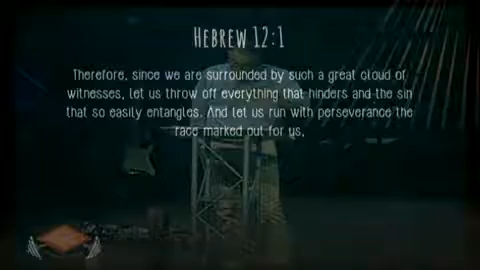 HEBREW 12:1
Therefore, since we are surrounded by such a great cloud of
witnesses, let us throw off everything that hinders and the sin
that so easily entangles. And let us run with perseverance the
race marked out for us,